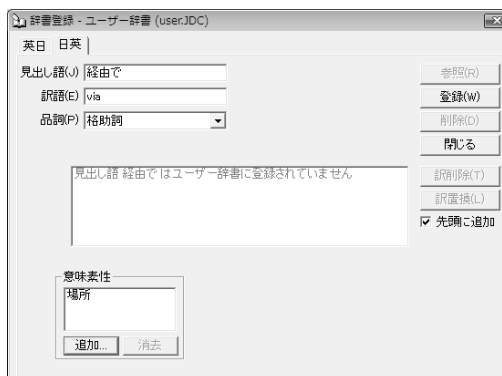 辞書登録 - ユーザー辞書 (user.JDC)
英日 日英
見出し語(J) 経由で 参照(R)
訳語(E) via 登録(W)
品詞(P) 格助詞 削除(D)
閉じる
見出し語 経由で はユーザー辞書に登録されていません 訳削除(T)
訳置換(L)
先頭に追加
意味素性
場所
追加... 消去